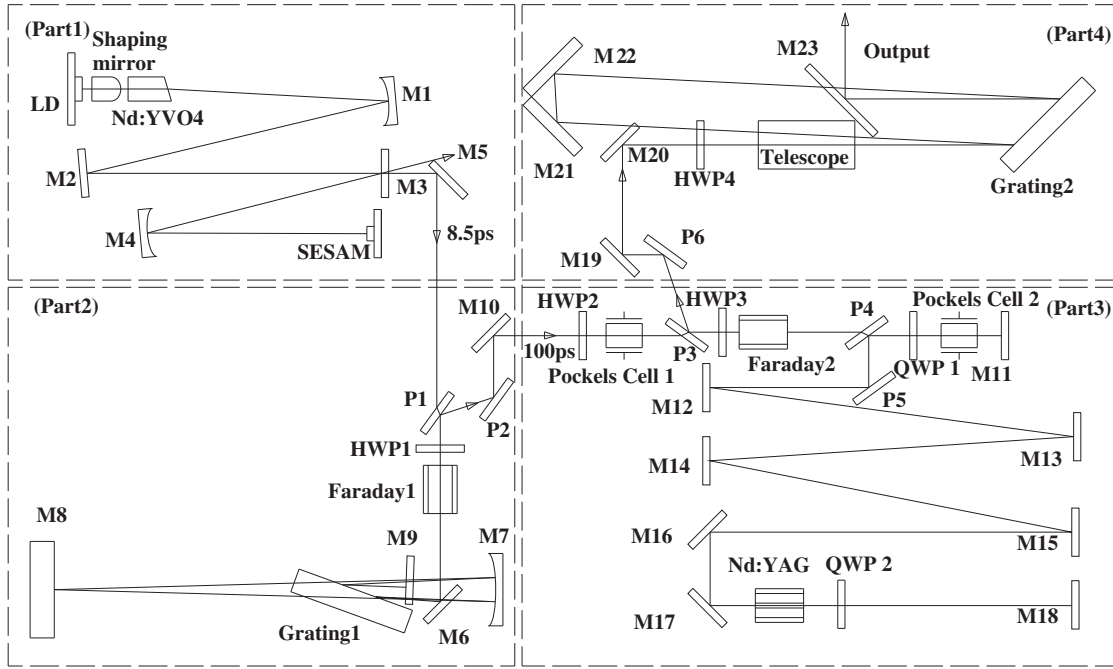 (Part1)
Shaping
mirror
LD
Nd:YVO4
M1
M2
M3
M5
M4
SESAM
8.5ps
(Part4)
M22
M23
Output
M21
M20
HWP4
Telescope
Grating2
M19
P6
(Part2)
M10
100ps
P1
P2
HWP1
Faraday1
M8
M9
M7
Grating1
M6
(Part3)
HWP2
HWP3
P4
Pockels Cell 2
P3
Pockels Cell 1
Faraday2
QWP 1
M11
M12
P5
M14
M13
M16
M15
Nd:YAG
QWP 2
M17
M18